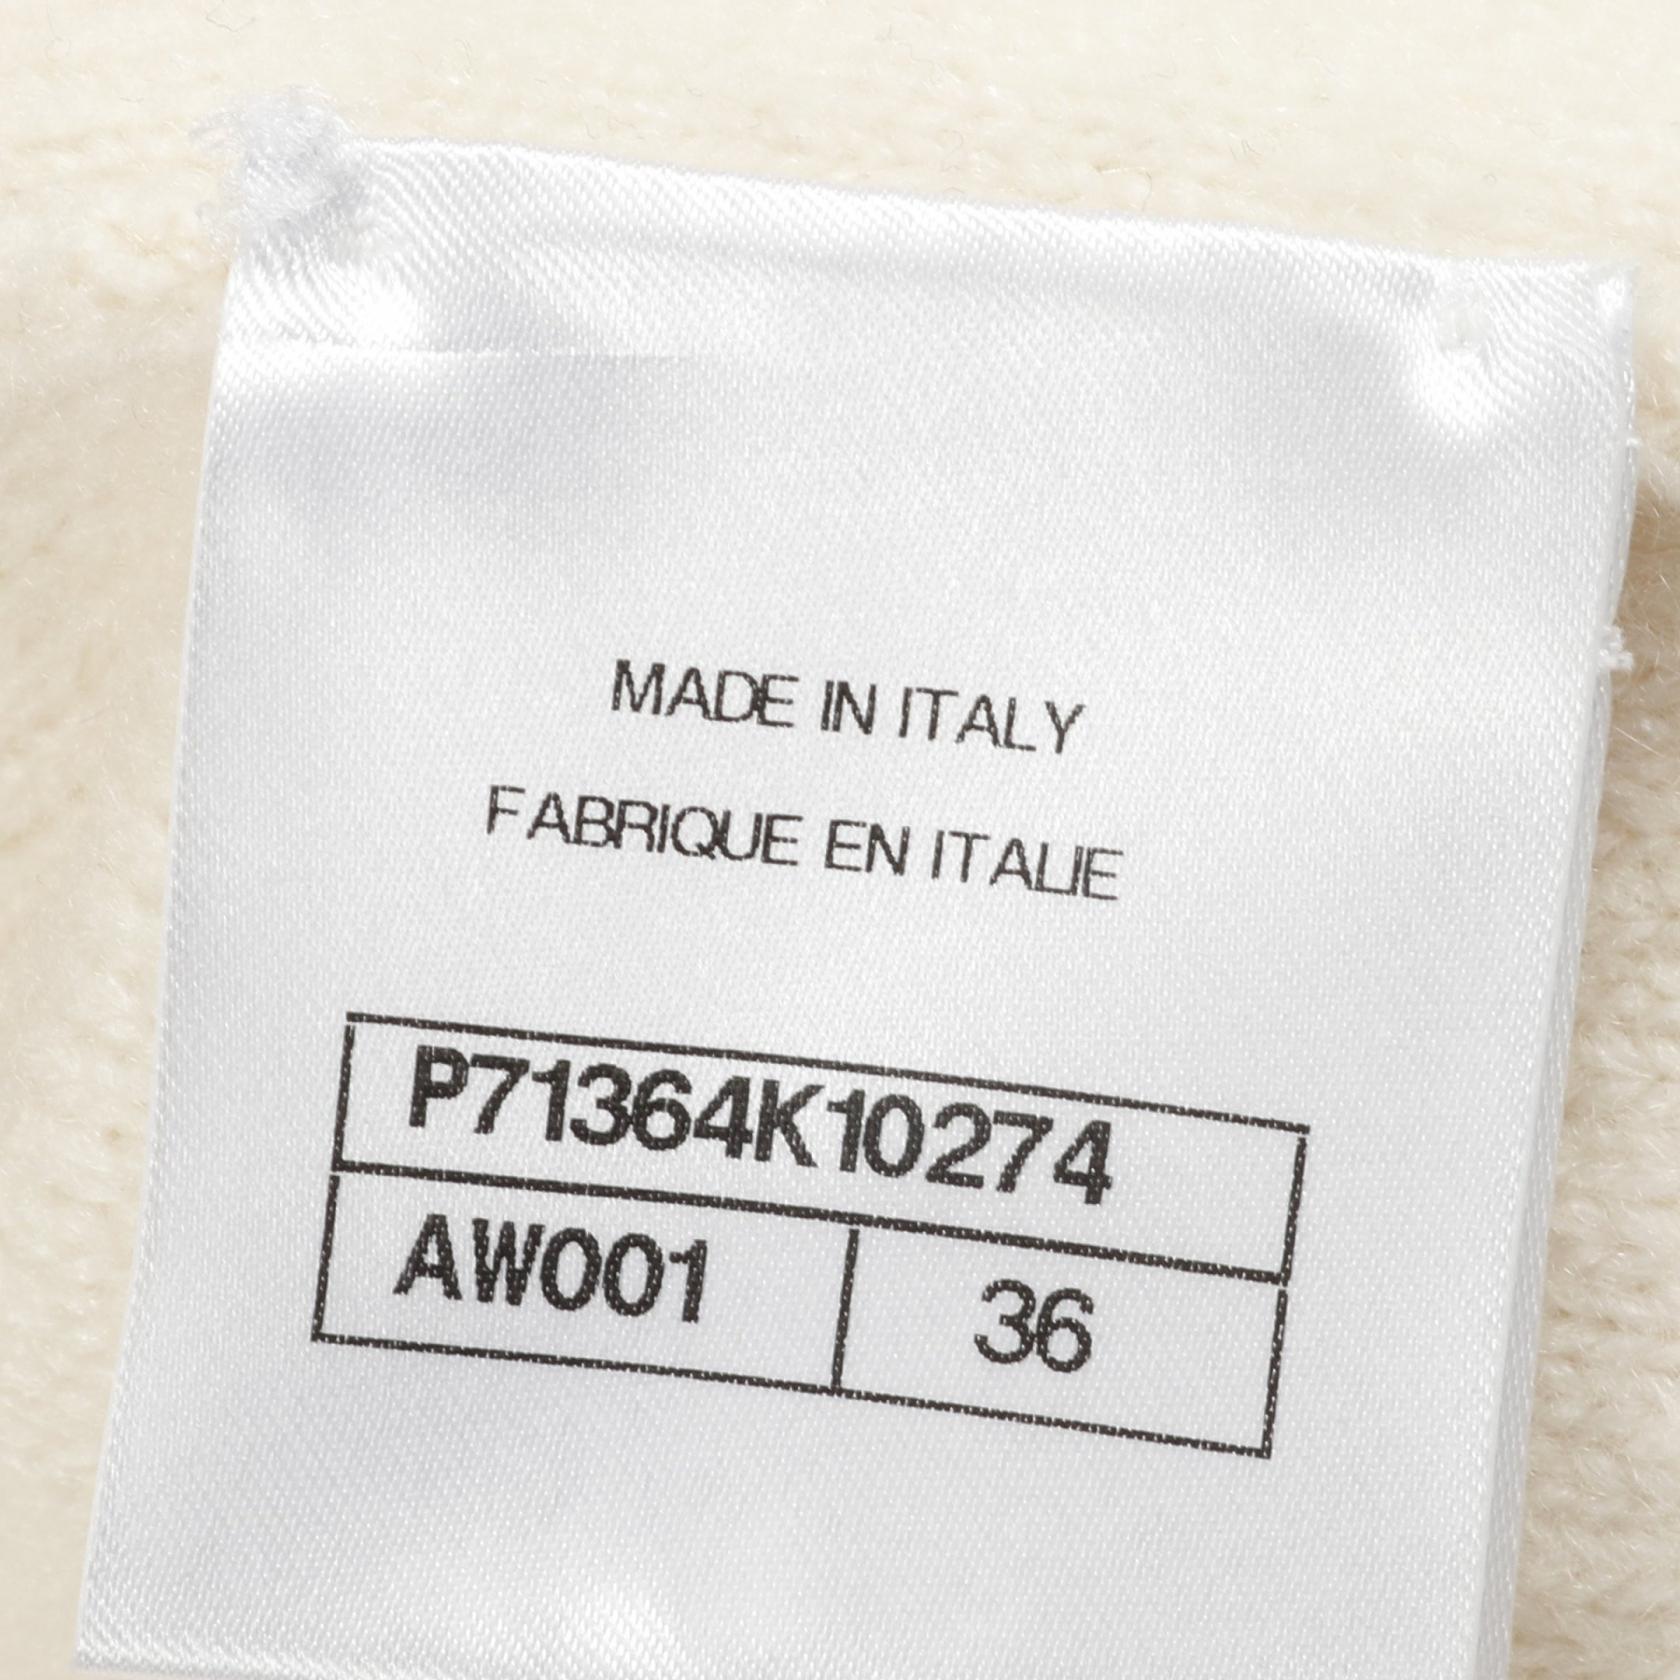 MADE IN ITALY
FABRIQUE EN ITALIE
P71364K10274
AW001 36